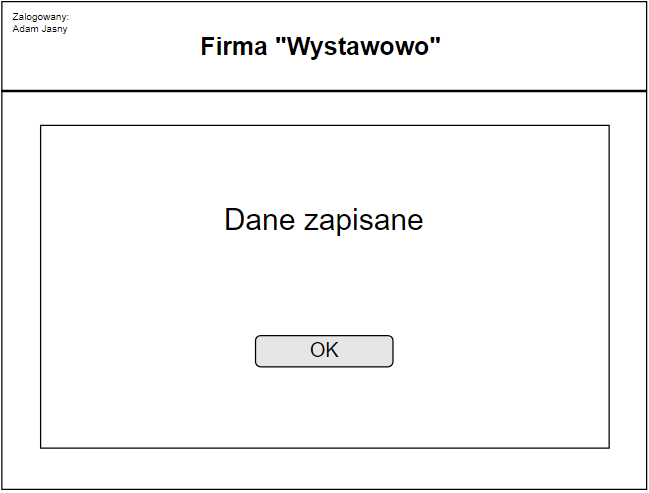 Zalogowany:
Adam Jasny
Firma "Wystawowo"
Dane zapisane
OK